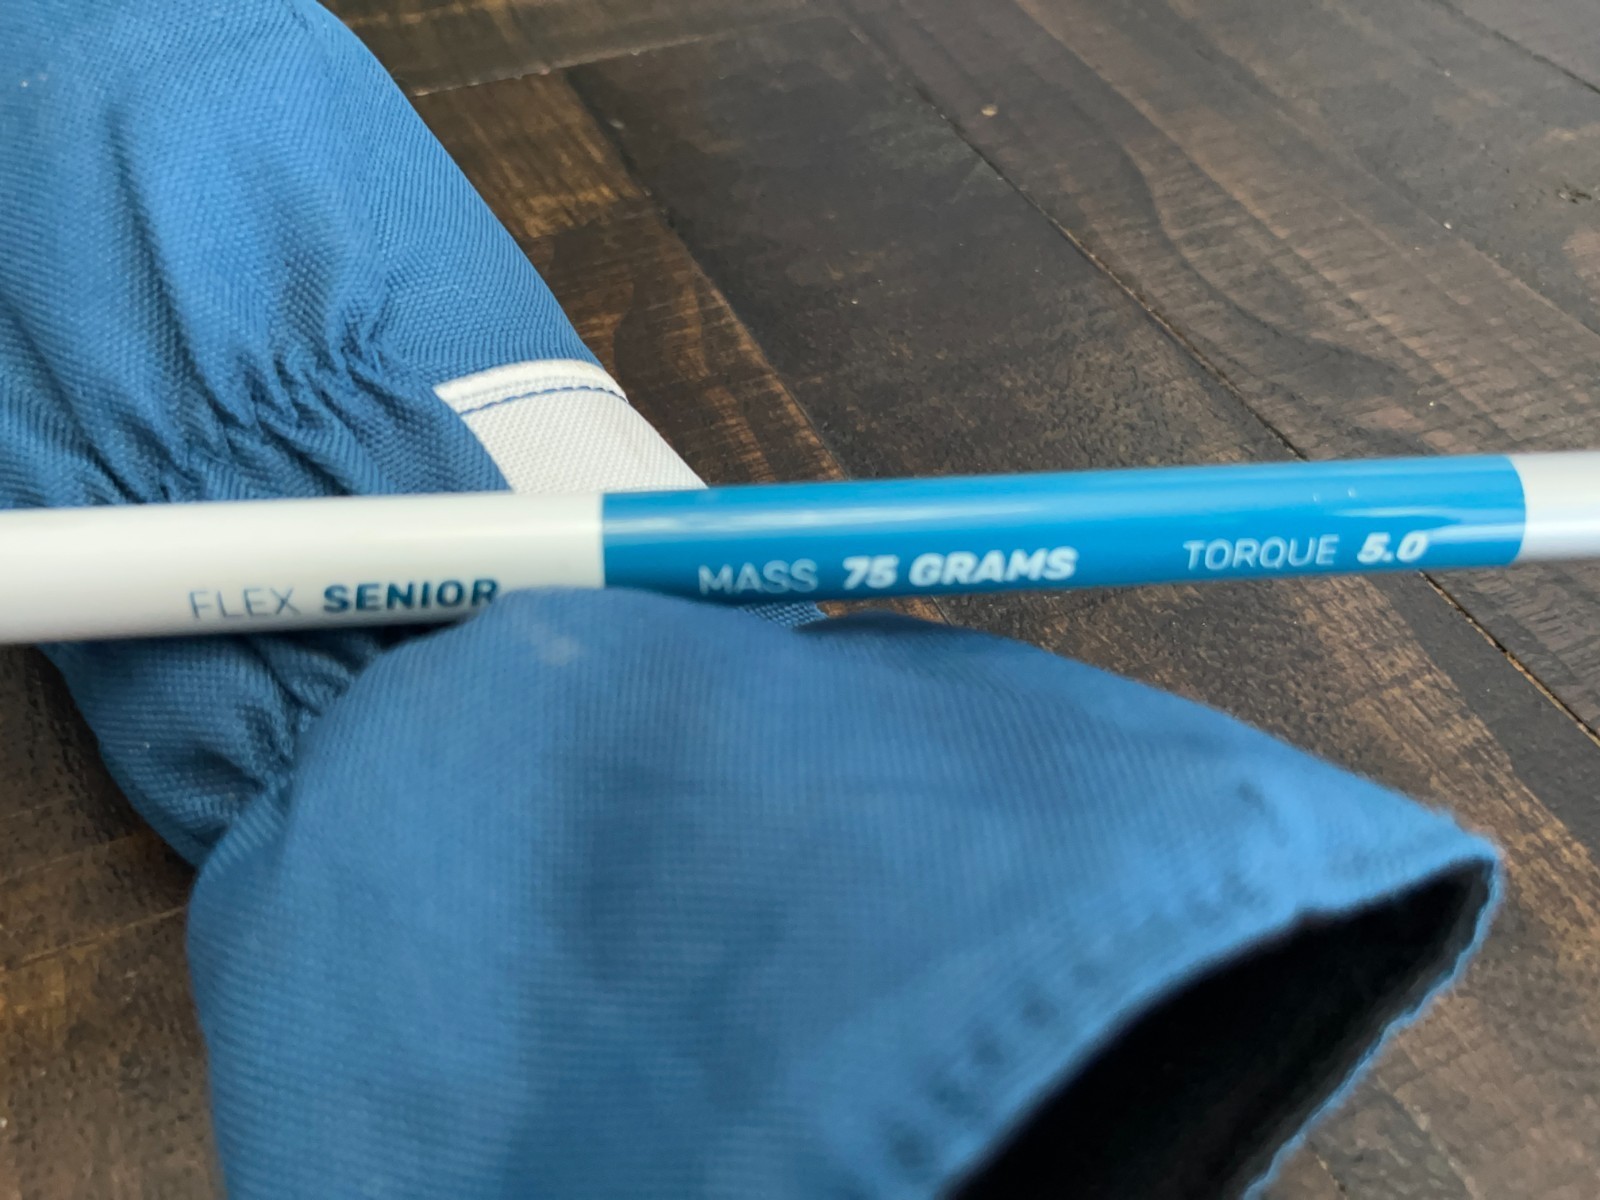 FLEX SENIOR MASS 75 GRAMS TORQUE 5.0